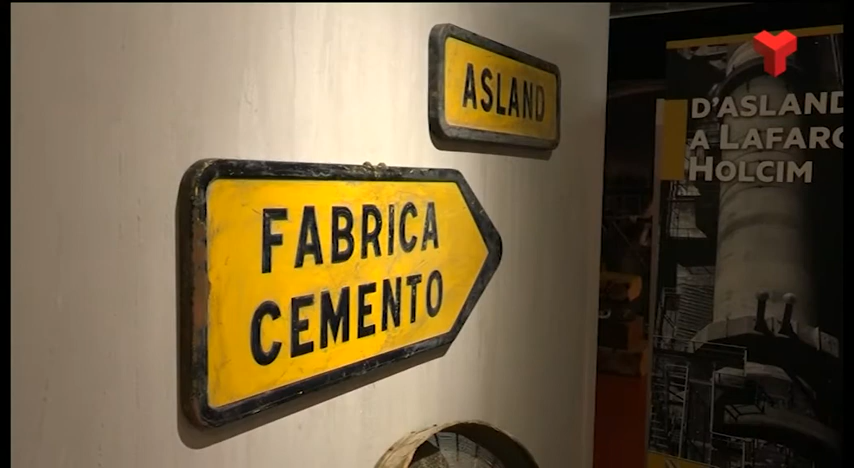 ASLAND
FABRICA
CEMENTO
D'ASLAND
A LAFARG
HOLCIM